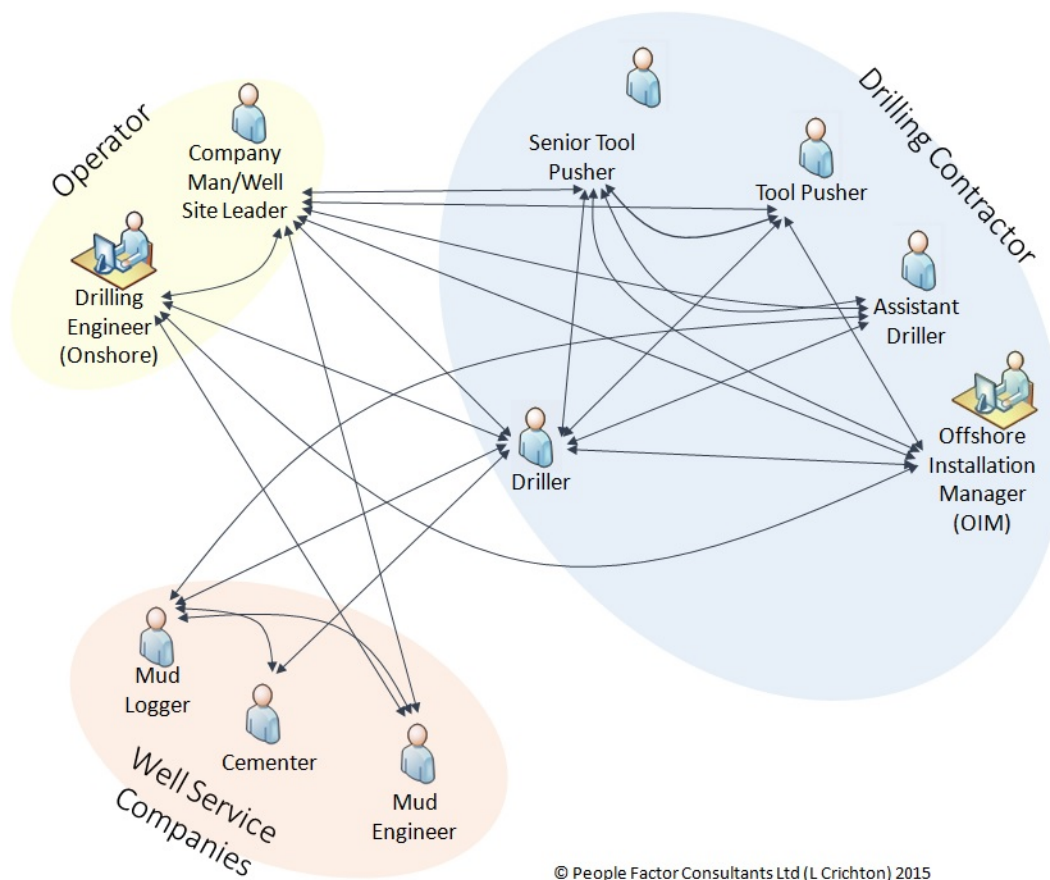 Operator
Company
Man/Well
Site Leader
Drilling
Engineer
(Onshore)
Drilling Contractor
Senior Tool
Pusher
Tool Pusher
Assistant
Driller
Driller
Offshore
Installation
Manager
(OIM)
Mud
Logger
Cementer
Mud
Engineer
Well Service
Companies
© People Factor Consultants Ltd (L Crichton) 2015